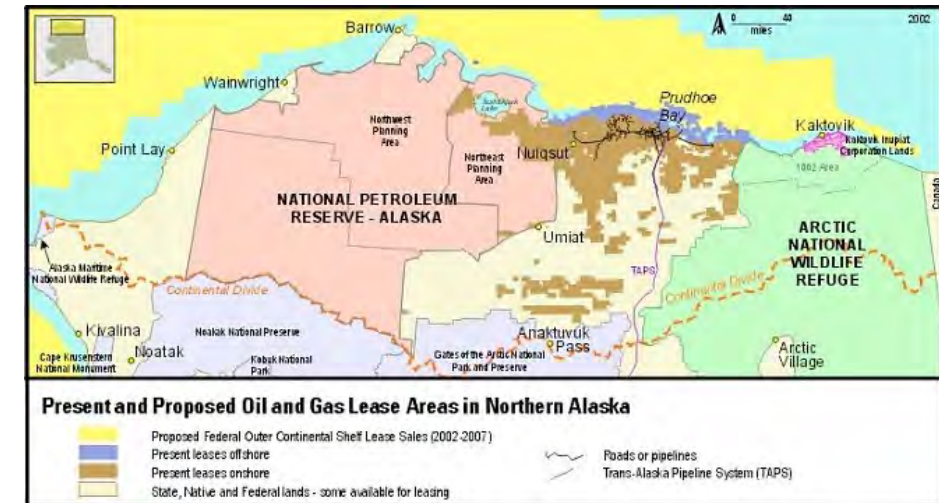 Barrow
0 40
miles
2002
Wainwright
Prudhoe
Bay
Northwest
Planning
Area
Kaktovik
Kaktovik Inupiat
Corporation Lands
Point Lay
Nuiqsut
Northeast
Planning
Area
1002 Area
Canada
NATIONAL PETROLEUM
RESERVE - ALASKA
Umiat
ARCTIC
NATIONAL
WILDLIFE
REFUGE
Alaska Maritime
National Wildlife Refuge
TAPS
Continental Divide
Continental Divide
Kivalina
Noatak National Preserve
Anaktuvuk
Pass
Noatak
Cape Krusenstern
National Monument
Kobuk National
Park
Gates of the Arctic National
Park and Preserve
Arctic
Village
Present and Proposed Oil and Gas Lease Areas in Northern Alaska
Proposed Federal Outer Continental Shelf Lease Sales (2002-2007)
Present leases offshore
Roads or pipelines
Present leases onshore
Trans-Alaska Pipeline System (TAPS)
State, Native and Federal lands - some available for leasing